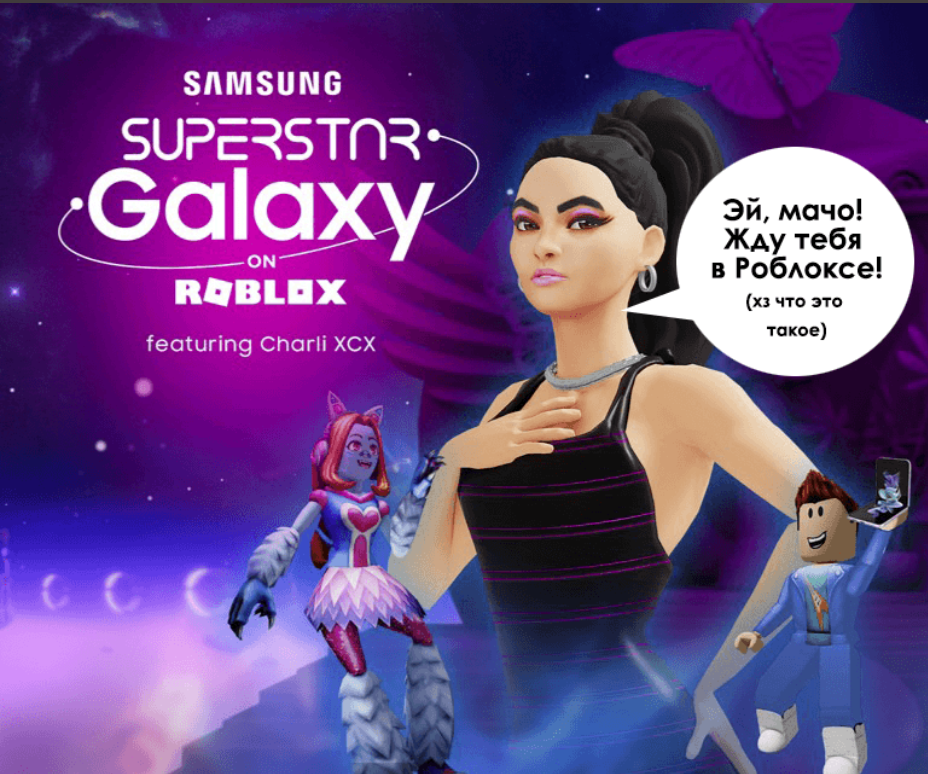 SAMSUNG
SUPERSTAR
Galaxy
ON
ROBLOX
featuring Charli XCX
Эй, мачо!
Жду тебя
в Роблоксе!
(хз что это
такое)